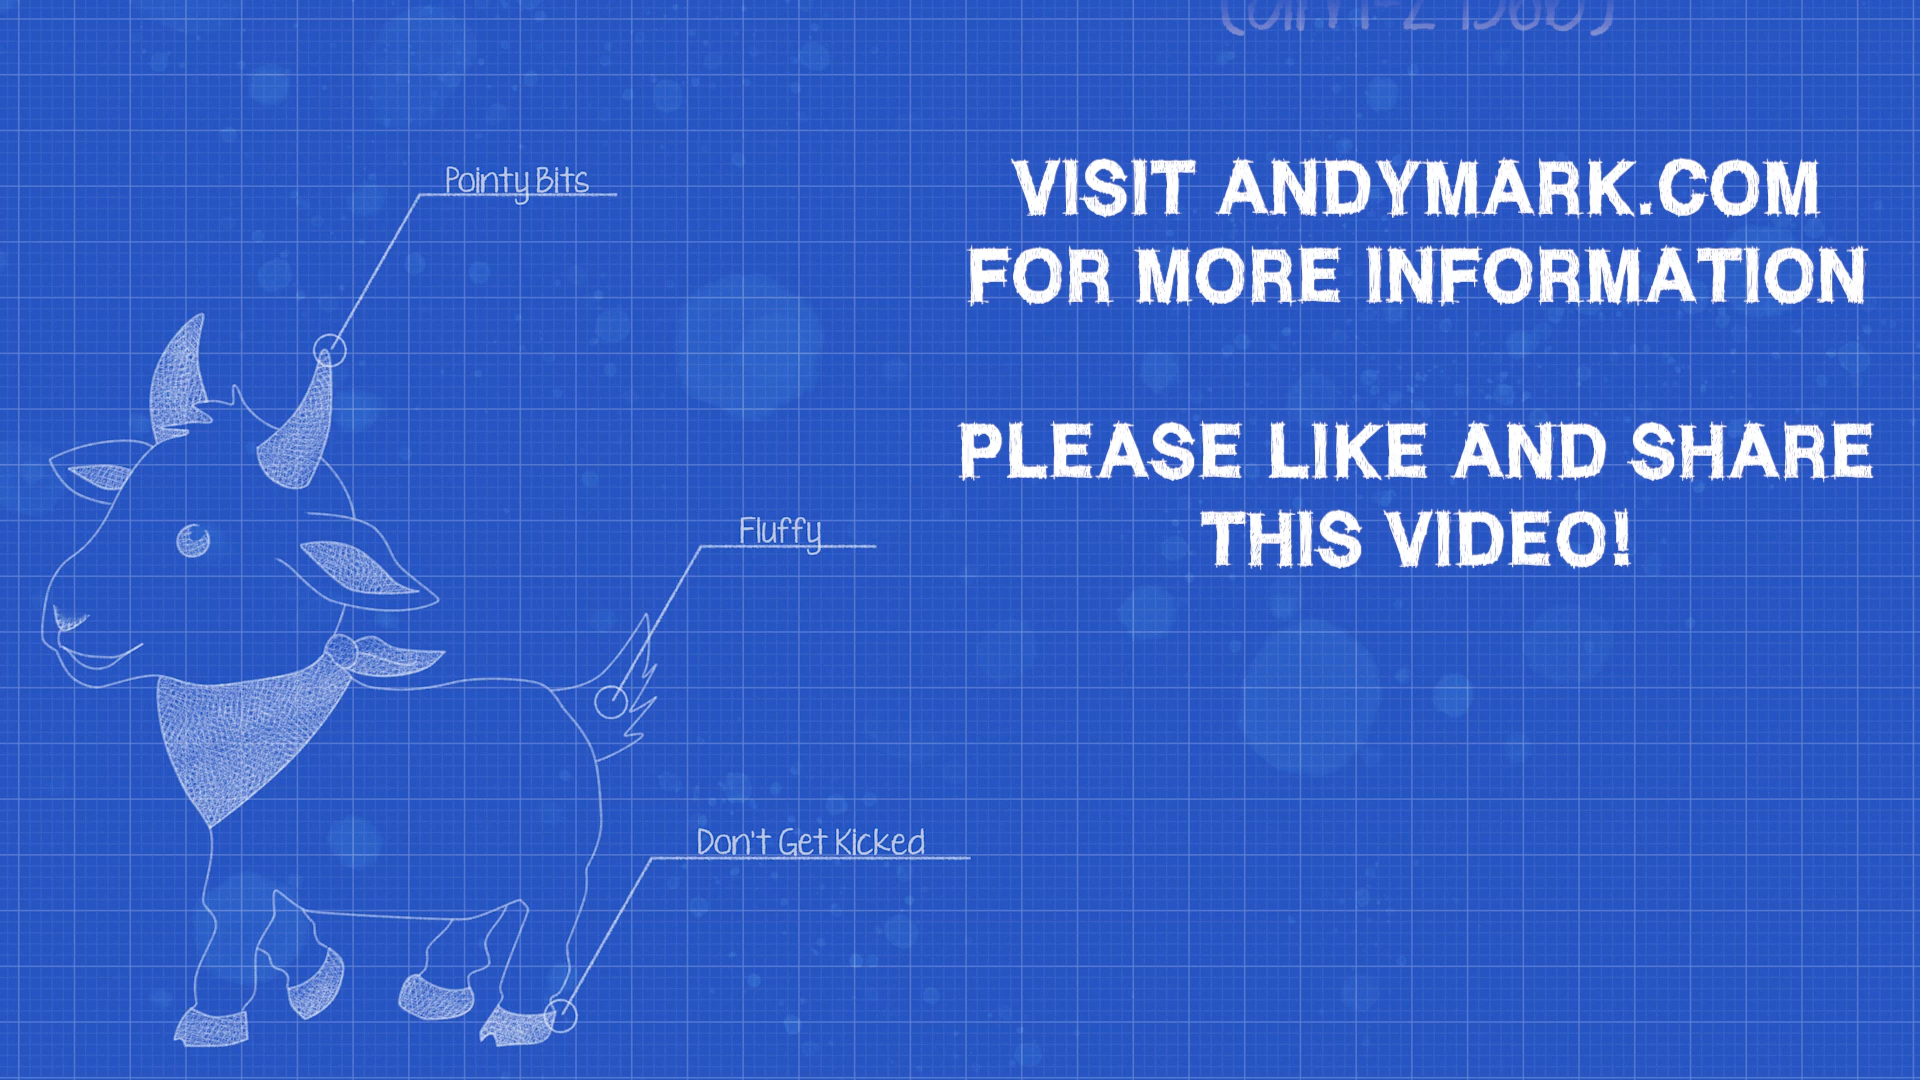 Pointy Bits
VISIT ANDYMARK.COM
FOR MORE INFORMATION
PLEASE LIKE AND SHARE
THIS VIDEO!
Fluffy
Don't Get Kicked